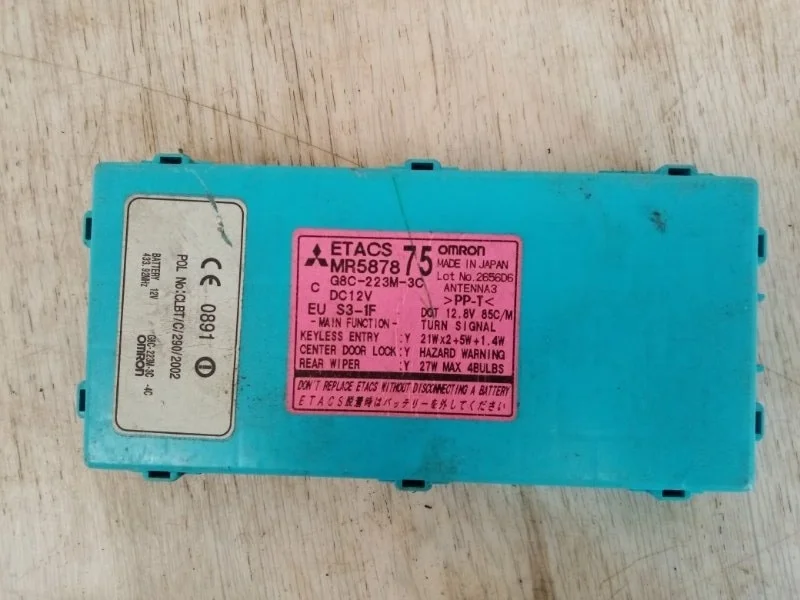 CE 0891
POL No:CLBT/C/290/2002
BATTERY 12V
433.92MHz
G8C-223M-3C -4C
OMRON
ETACS 75 OMRON
MR5878 MADE IN JAPAN
G8C-223M-3C Lot No.2656D6
C DC12V ANTENNA3
>PP-T<
EU S3-1F DOT 12.8V 85C/M
-MAIN FUNCTION- TURN SIGNAL
KEYLESS ENTRY :Y 21W×2+5W+1.4W
CENTER DOOR LOCK:Y HAZARD WARNING
REAR WIPER :Y 27W MAX 4BULBS
DON'T REPLACE ETACS WITHOUT DISCONNECTING A BATTERY
ETACS脱着時はバッテリーを外してください